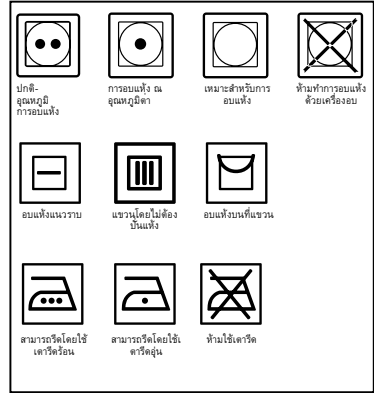 ปกติ-
อุณหภูมิ
การอบแห้ง
การอบแห้ง ณ
อุณหภูมิตา
เหมาะสำหรับการ
อบแห้ง
ห้ามทำการอบแห้ง
ด้วยเครื่องอบ
อบแห้งแนวราบ
แขวนโดยไม่ต้อง
ปั่นแห้ง
อบแห้งบนที่แขวน
สามารถรีดโดยใช้
เตารีดร้อน
สามารถรีดโดยใช้เ
ตารีดอุ่น
ห้ามใช้เตารีด